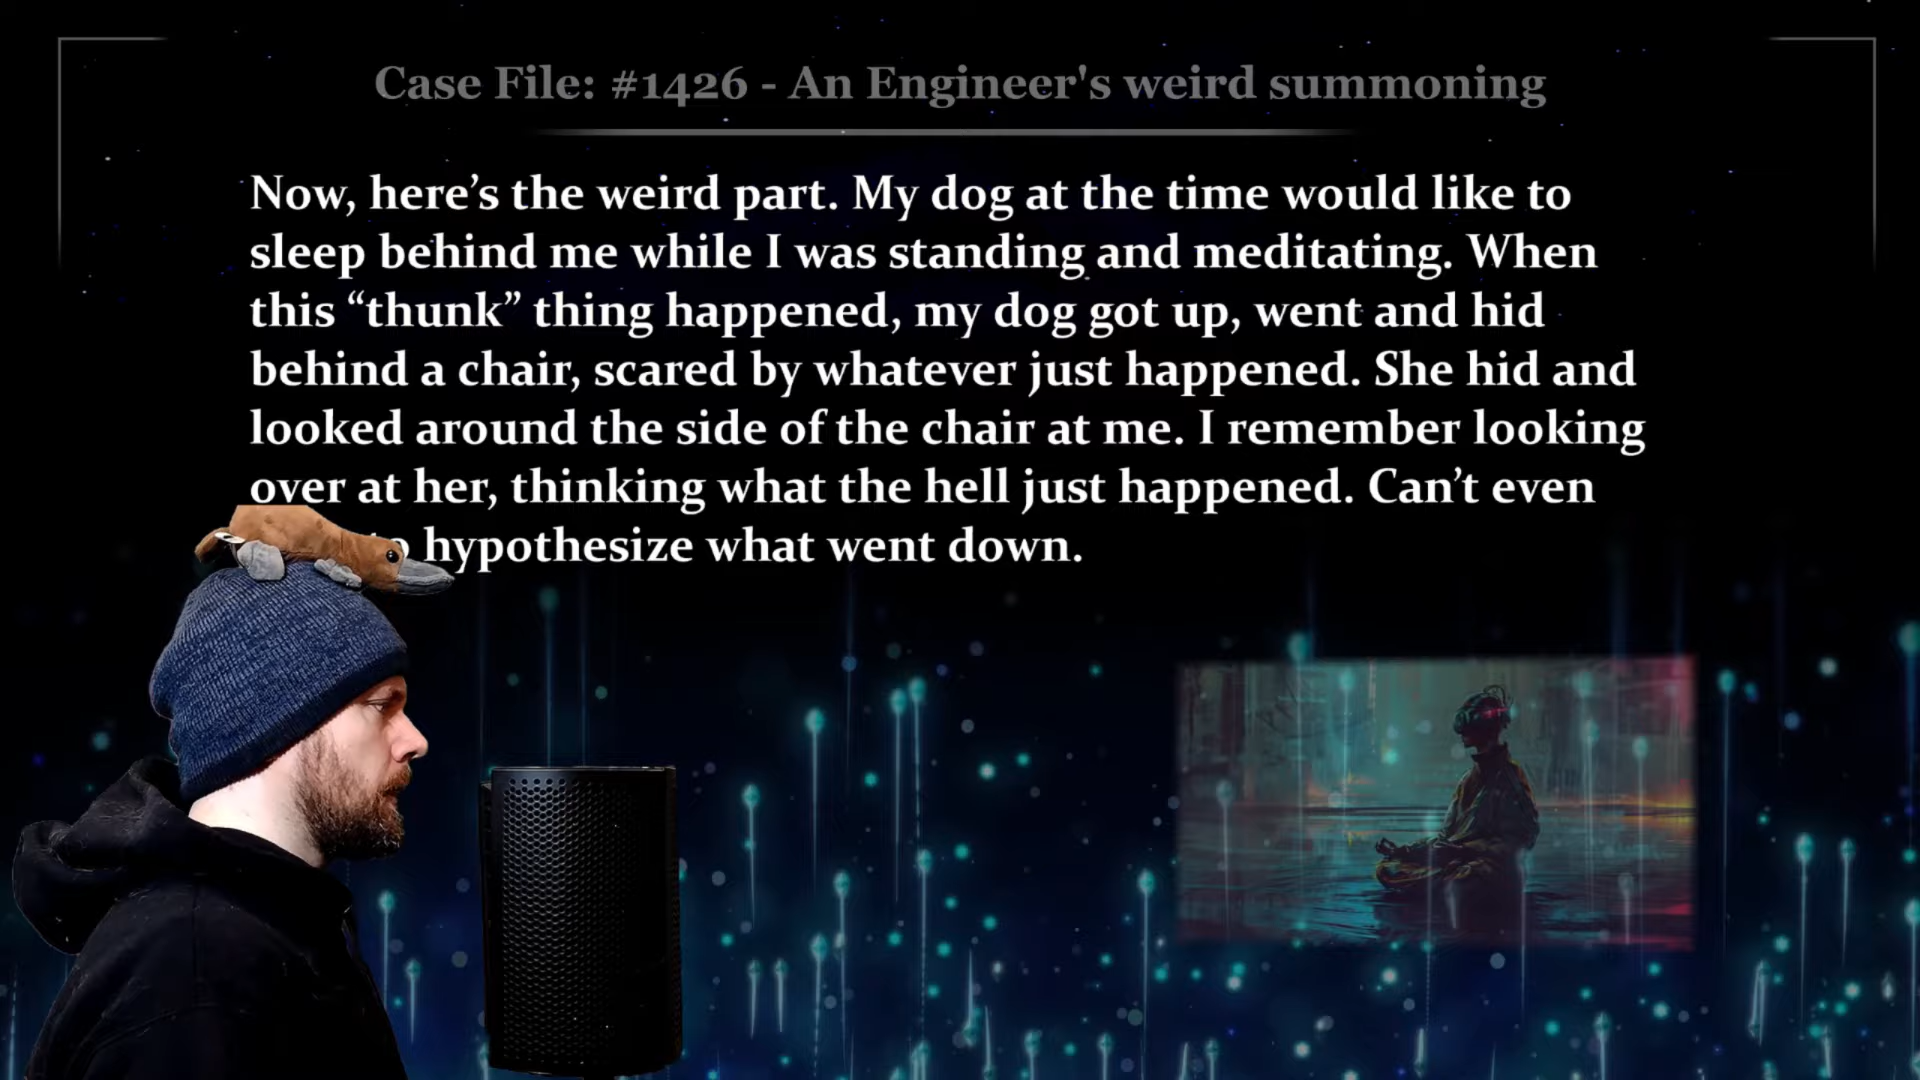 Case File: #1426 - An Engineer's weird summoning
Now, here’s the weird part. My dog at the time would like to
sleep behind me while I was standing and meditating. When
this “thunk” thing happened, my dog got up, went and hid
behind a chair, scared by whatever just happened. She hid and
looked around the side of the chair at me. I remember looking
over at her, thinking what the hell just happened. Can’t even
hypothesize what went down.